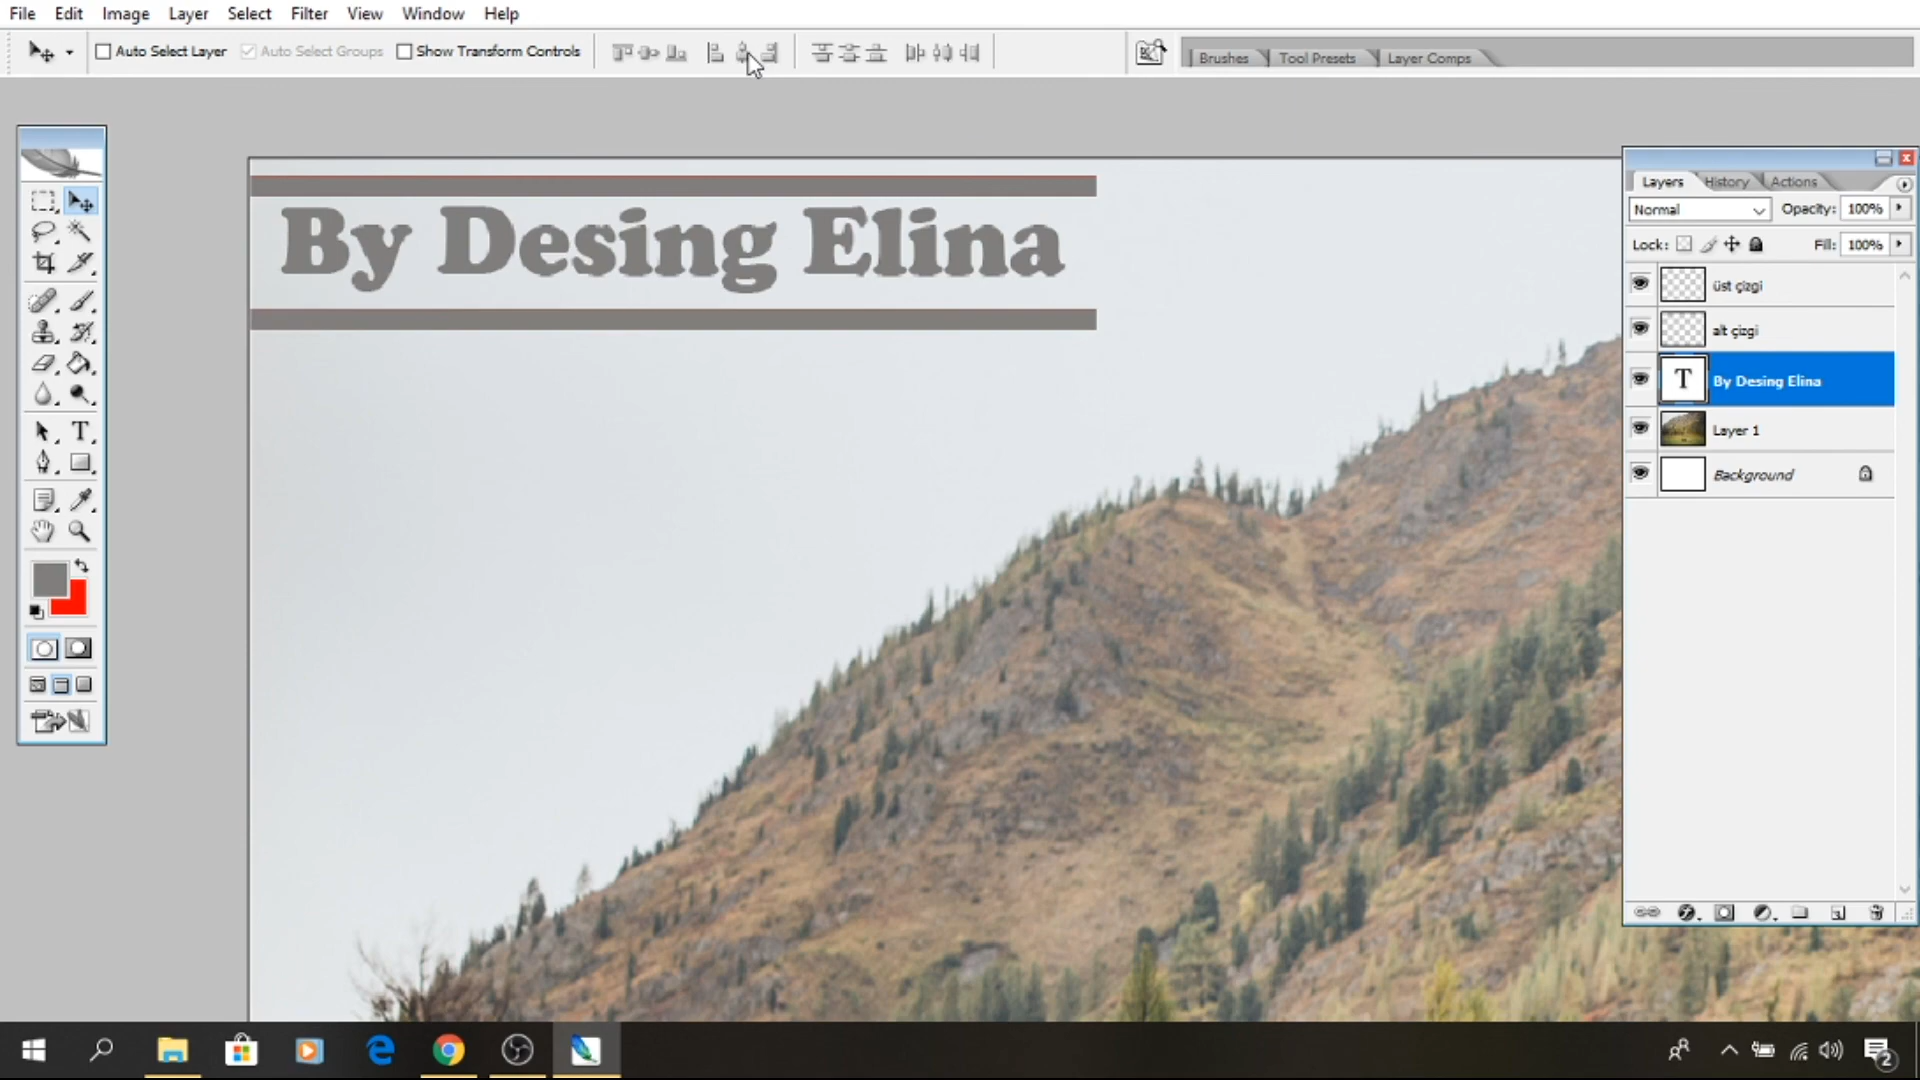 File Edit Image Layer Select Filter View Window Help
Auto Select Layer Auto Select Groups Show Transform Controls Brushes Tool Presets Layer Comps
By Desing Elina
Layers History Actions
Normal Opacity: 100%
Lock: Fill: 100%
üst çizgi
alt çizgi
T By Desing Elina
Layer 1
Background
T
2